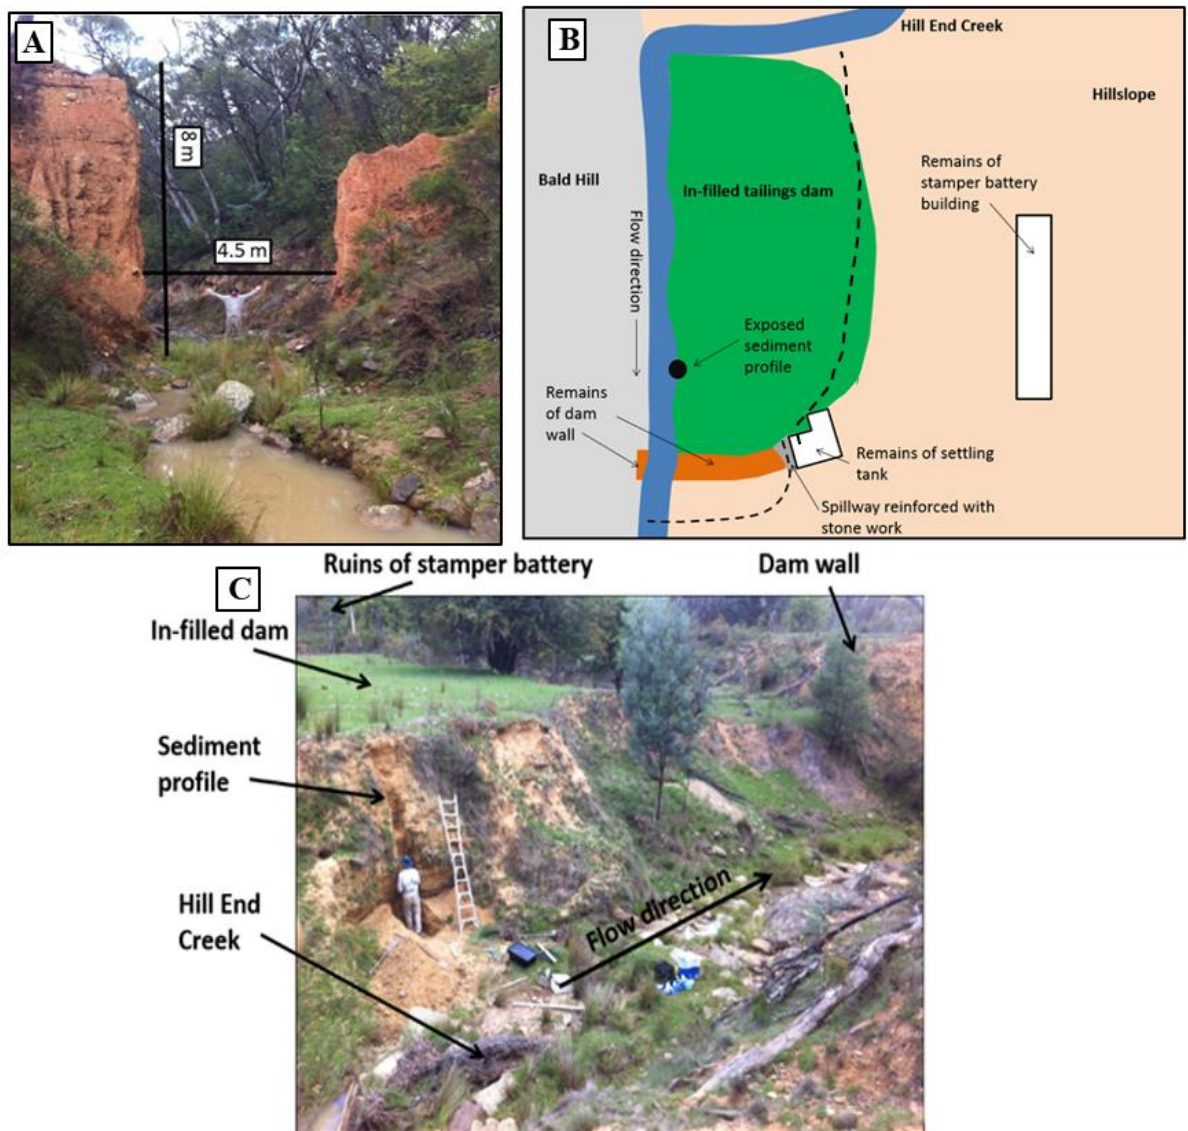 A
8 m
4.5 m
B
Hill End Creek
Hillslope
Bald Hill
In-filled tailings dam
Remains of
stamper battery
building
Flow direction
Exposed
sediment
profile
Remains
of dam
wall
Remains of settling
tank
Spillway reinforced with
stone work
C
Ruins of stamper battery
Dam wall
In-filled dam
Sediment
profile
Hill End
Creek
Flow direction